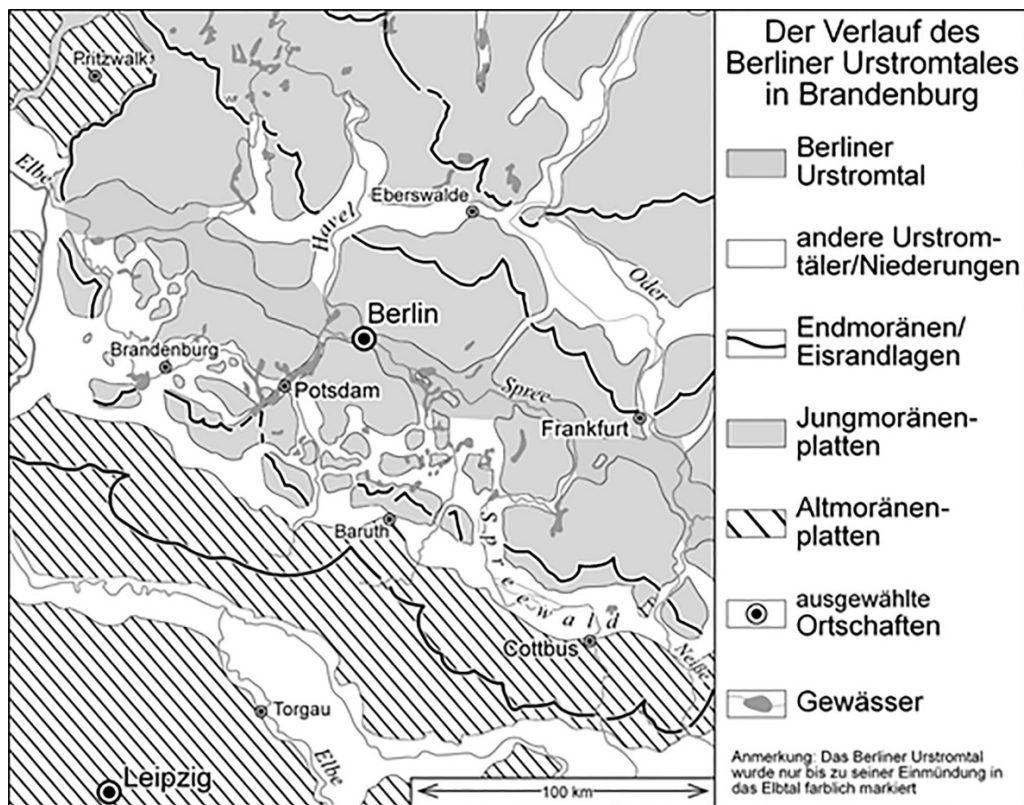 Der Verlauf des
Berliner Urstromtales
in Brandenburg
Berliner
Urstromtal
andere Urstrom-
täler/Niederungen
Endmoränen/
Eisrandlagen
Jungmoränen-
platten
Altmoränen-
platten
ausgewählte
Ortschaften
Gewässer
Anmerkung: Das Berliner Urstromtal
wurde nur bis zu seiner Einmündung in
das Elbtal farblich markiert
Pritzwalk
Elbe
Eberswalde
Havel
Oder
Berlin
Brandenburg
Potsdam
Spree
Frankfurt
Baruth
Spreewald
Cottbus
Neiße
Torgau
Elbe
Leipzig
100 km